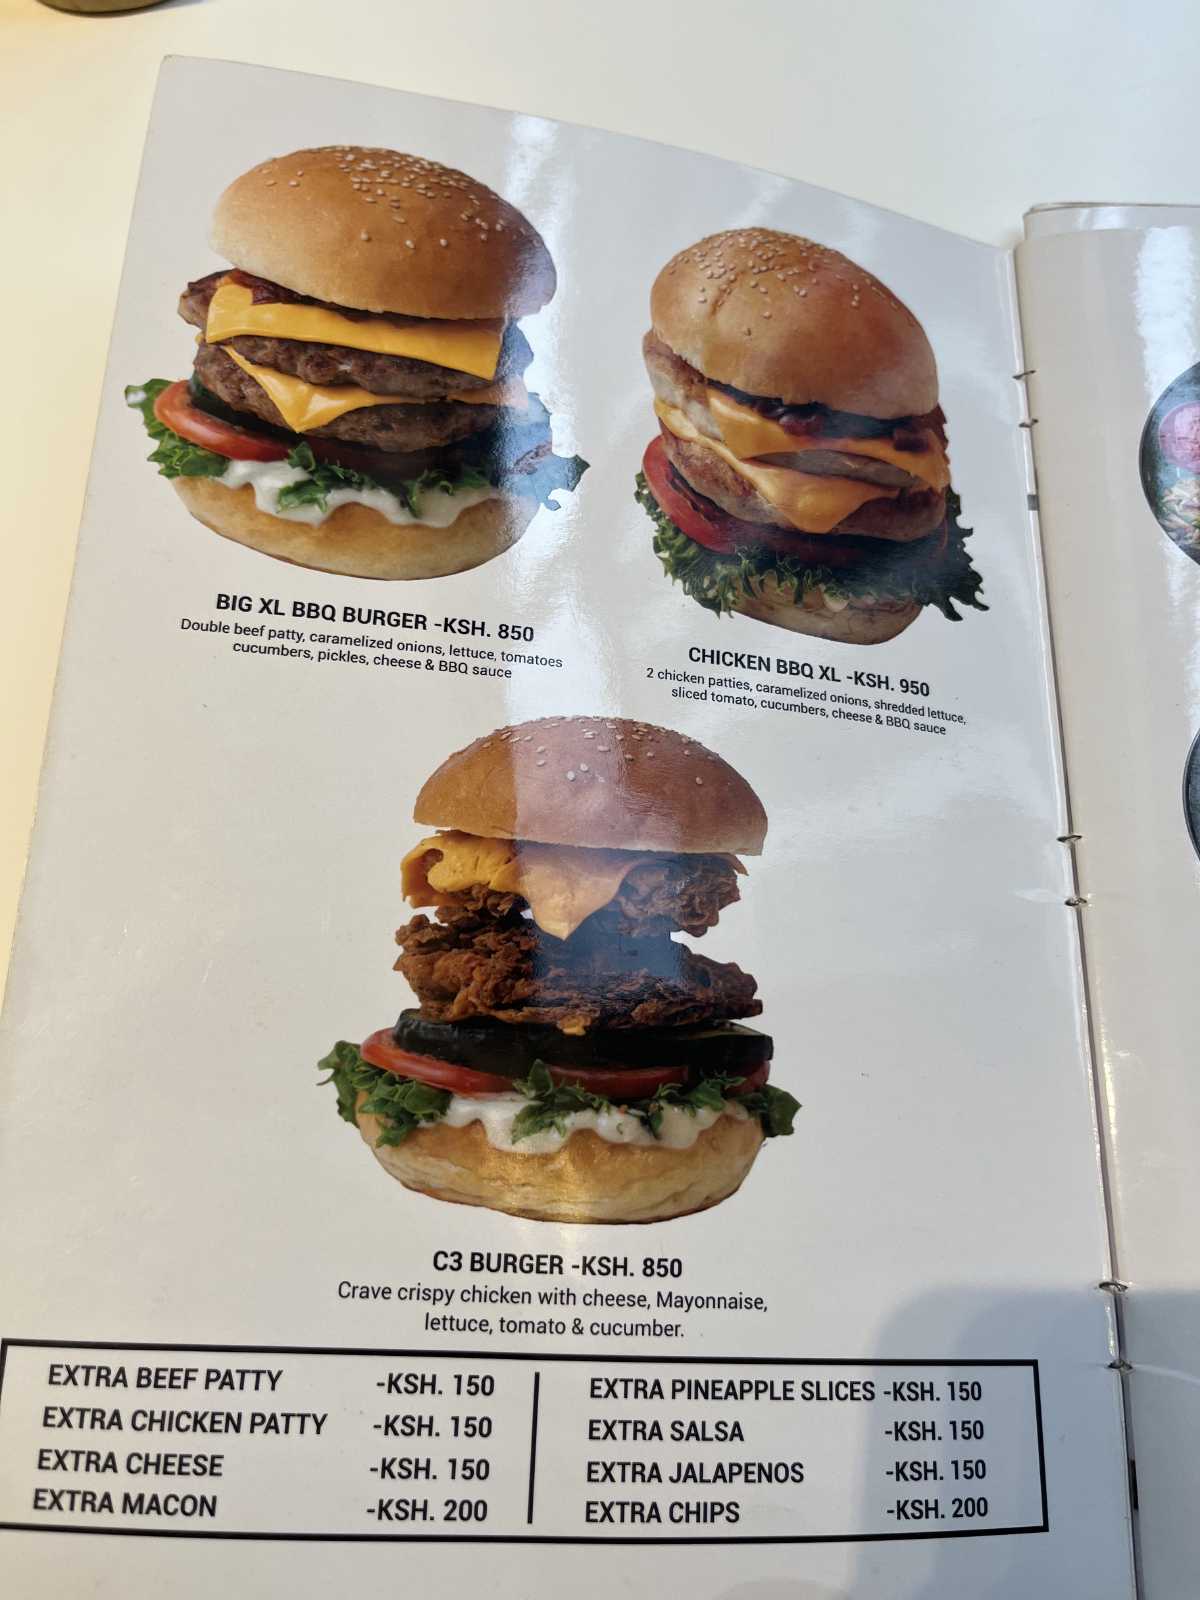 BIG XL BBQ BURGER -KSH. 850
Double beef patty, caramelized onions, lettuce, tomatoes
cucumbers, pickles, cheese & BBQ sauce
CHICKEN BBQ XL -KSH. 950
2 chicken patties, caramelized onions, shredded lettuce,
sliced tomato, cucumbers, cheese & BBQ sauce
C3 BURGER -KSH. 850
Crave crispy chicken with cheese, Mayonnaise,
lettuce, tomato & cucumber.
EXTRA BEEF PATTY -KSH. 150
EXTRA CHICKEN PATTY -KSH. 150
EXTRA CHEESE -KSH. 150
EXTRA MACON -KSH. 200
EXTRA PINEAPPLE SLICES -KSH. 150
EXTRA SALSA -KSH. 150
EXTRA JALAPENOS -KSH. 150
EXTRA CHIPS -KSH. 200